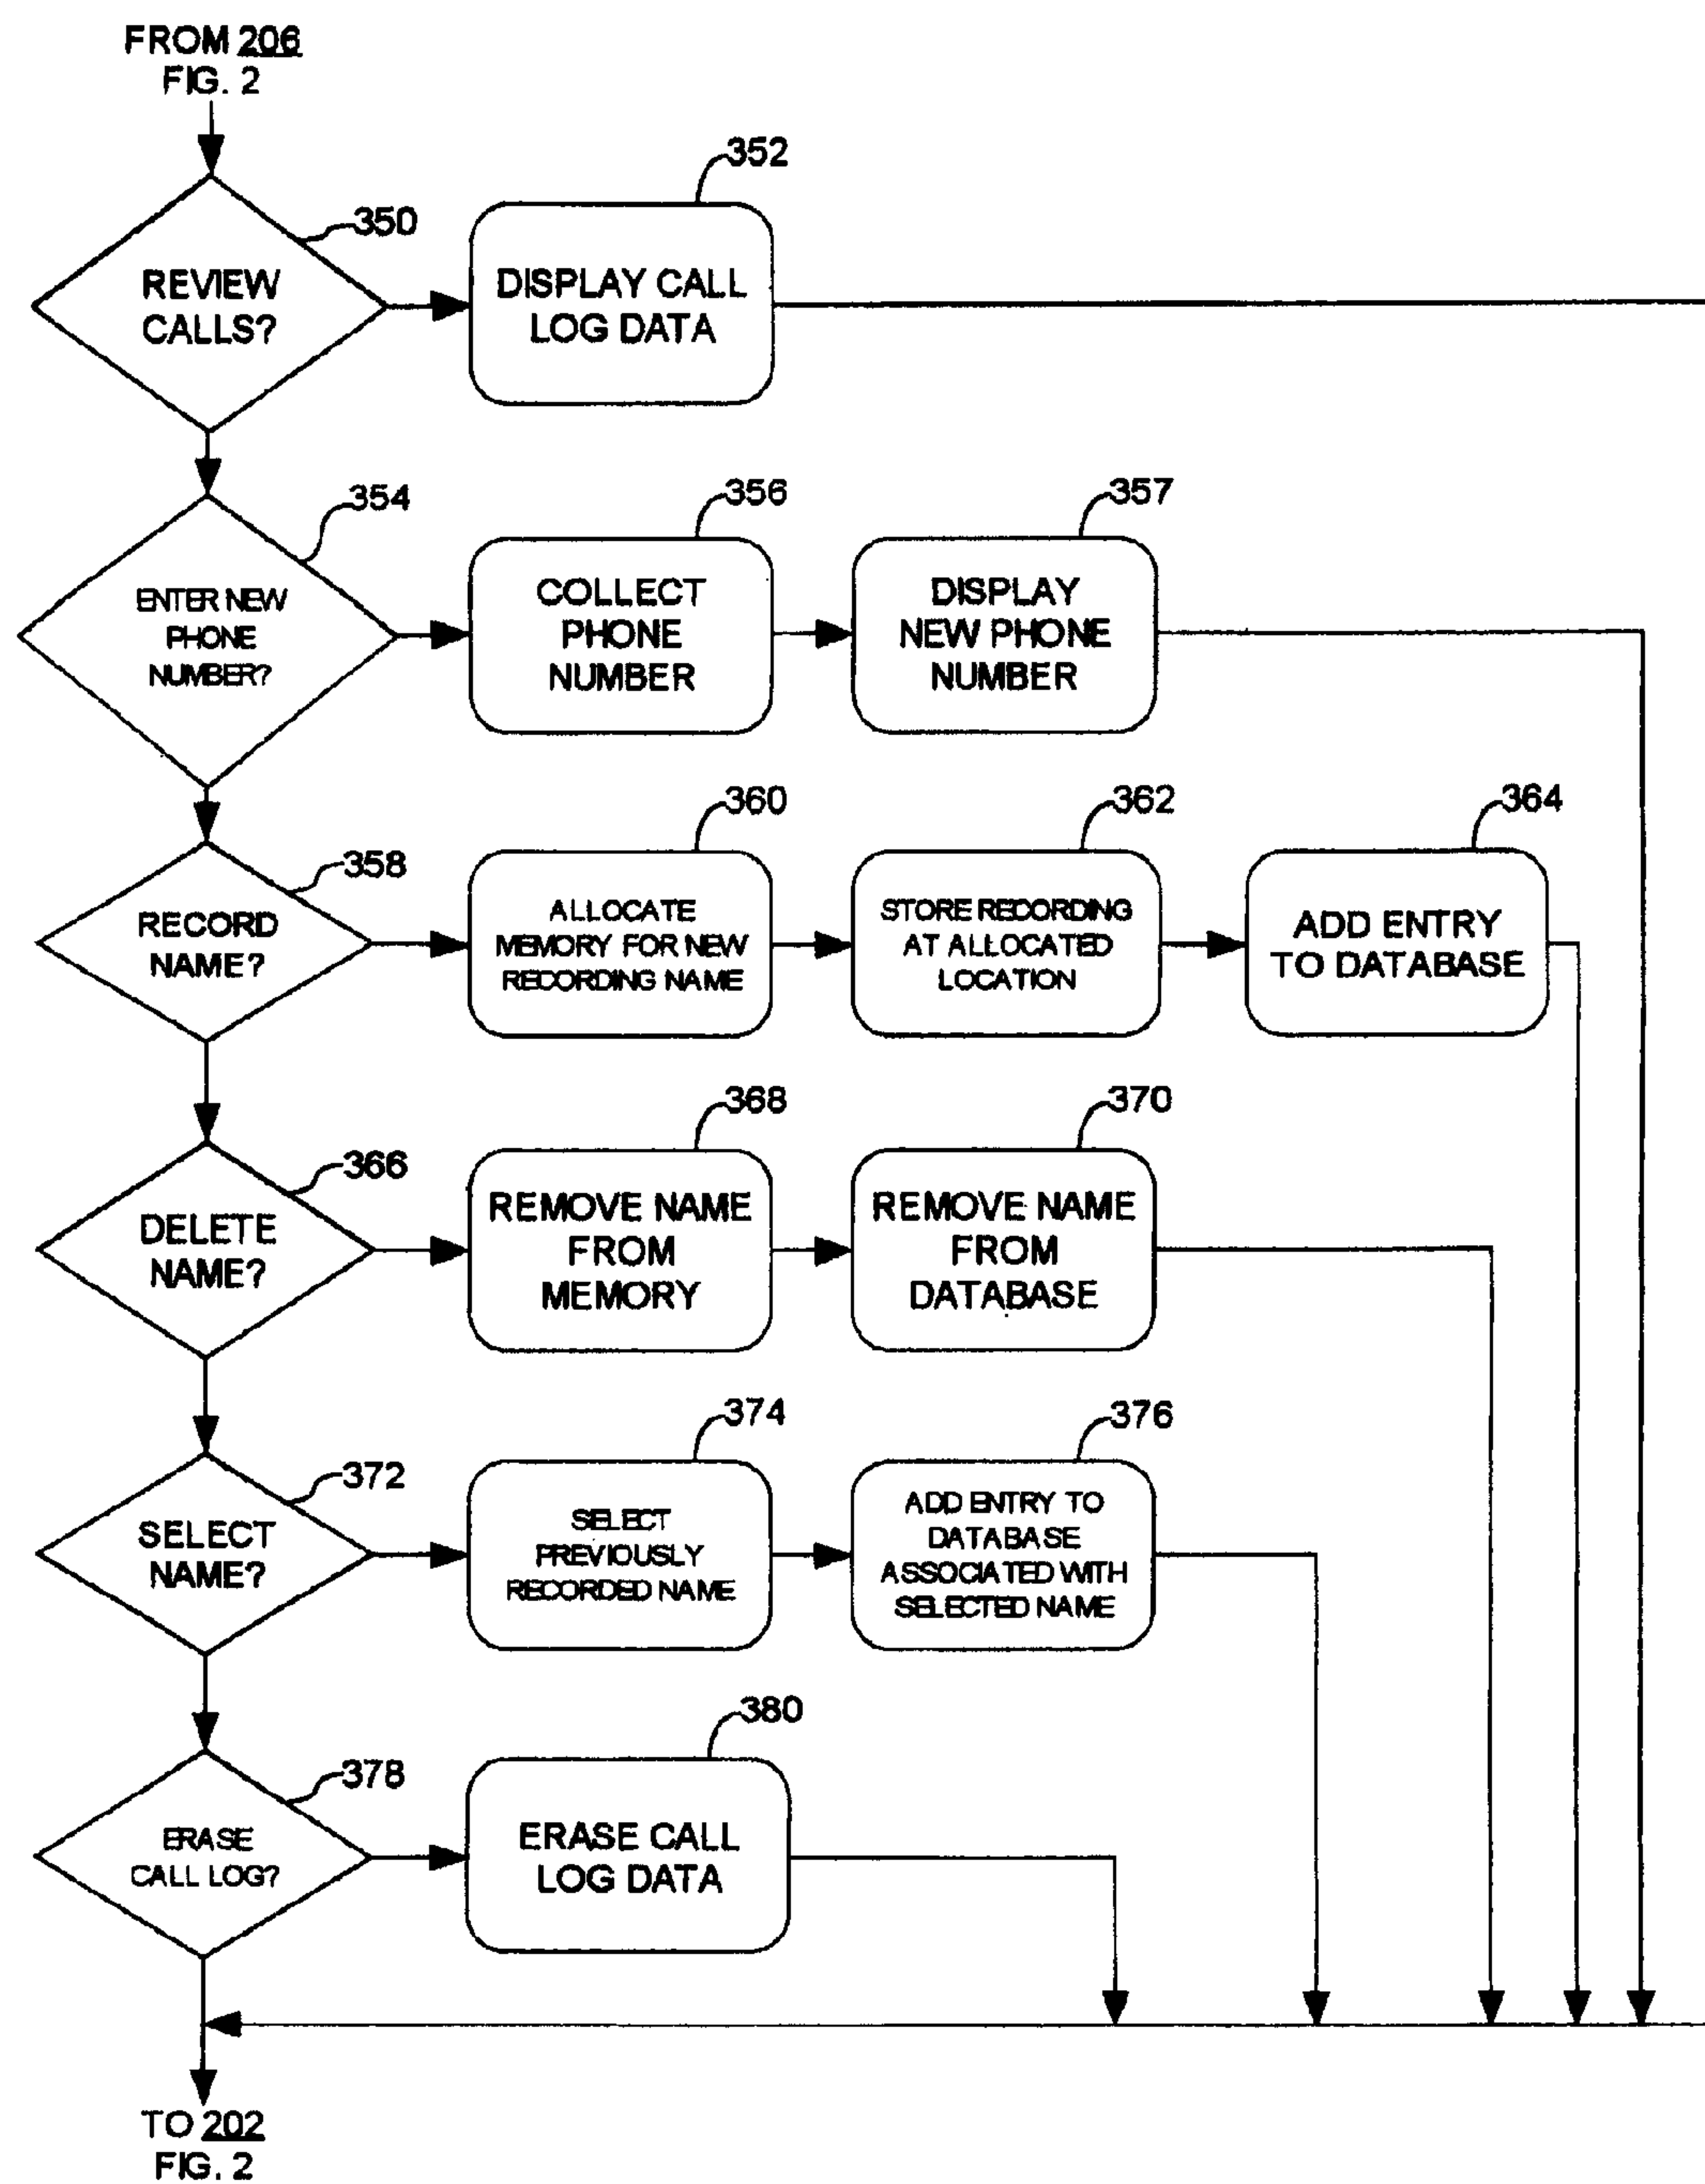 FROM 206
FIG. 2
350
REVIEW
CALLS?
352
DISPLAY CALL
LOG DATA
354
ENTER NEW
PHONE
NUMBER?
356
COLLECT
PHONE
NUMBER
357
DISPLAY
NEW PHONE
NUMBER
358
RECORD
NAME?
360
ALLOCATE
MEMORY FOR NEW
RECORDING NAME
362
STORE RECORDING
AT ALLOCATED
LOCATION
364
ADD ENTRY
TO DATABASE
366
DELETE
NAME?
368
REMOVE NAME
FROM
MEMORY
370
REMOVE NAME
FROM
DATABASE
372
SELECT
NAME?
374
SELECT
PREVIOUSLY
RECORDED NAME
376
ADD ENTRY TO
DATABASE
ASSOCIATED WITH
SELECTED NAME
378
ERASE
CALL LOG?
380
ERASE CALL
LOG DATA
TO 202
FIG. 2